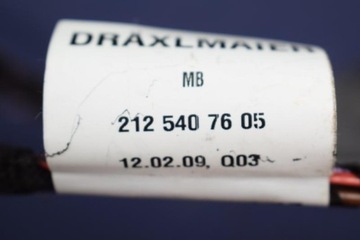 DRÄXLMAIER
MB
212 540 76 05
12.02.09, Q03